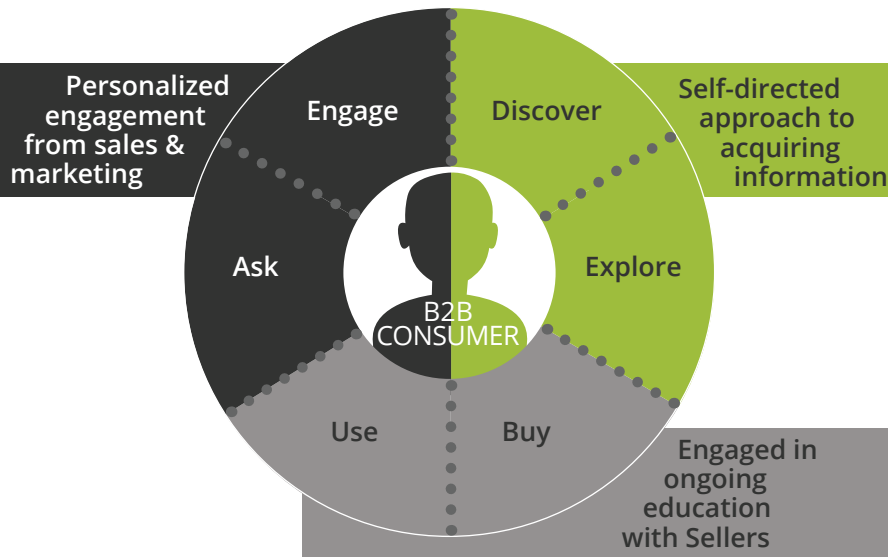 Personalized
engagement
from sales &
marketing
Engage
Discover
Self-directed
approach to
acquiring
information
Ask
Explore
B2B
CONSUMER
Use
Buy
Engaged in
ongoing
education
with Sellers